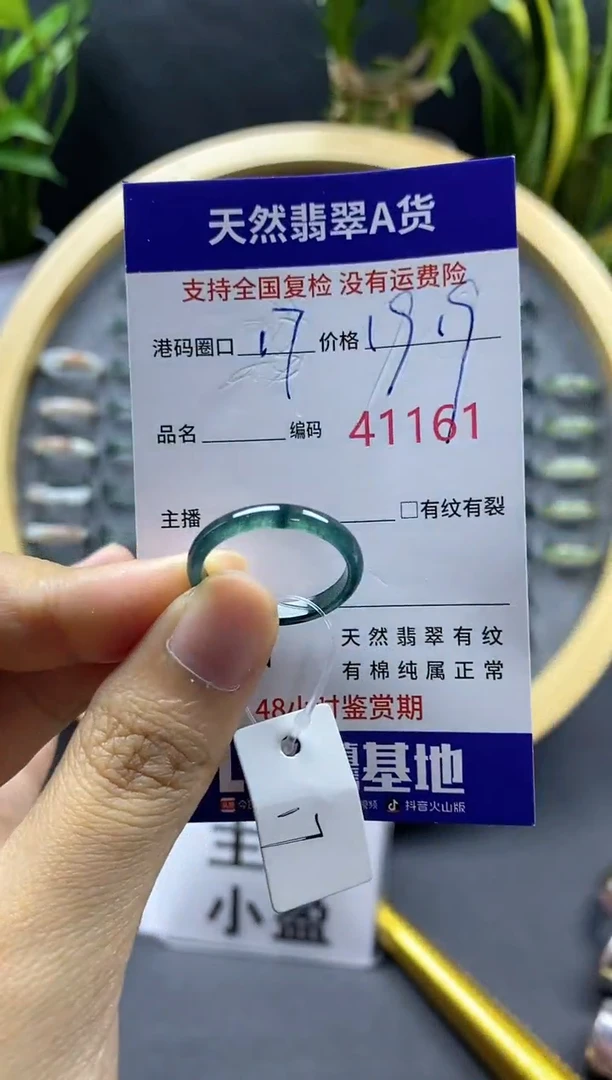 天然翡翠A货
支持全国复检 没有运费险
港码圈口 17 价格 199
品名 编码 41161
主播 □有纹有裂
天然翡翠有纹
有棉纯属正常
48小时鉴赏期
基地
抖音火山版
17
主
小盈